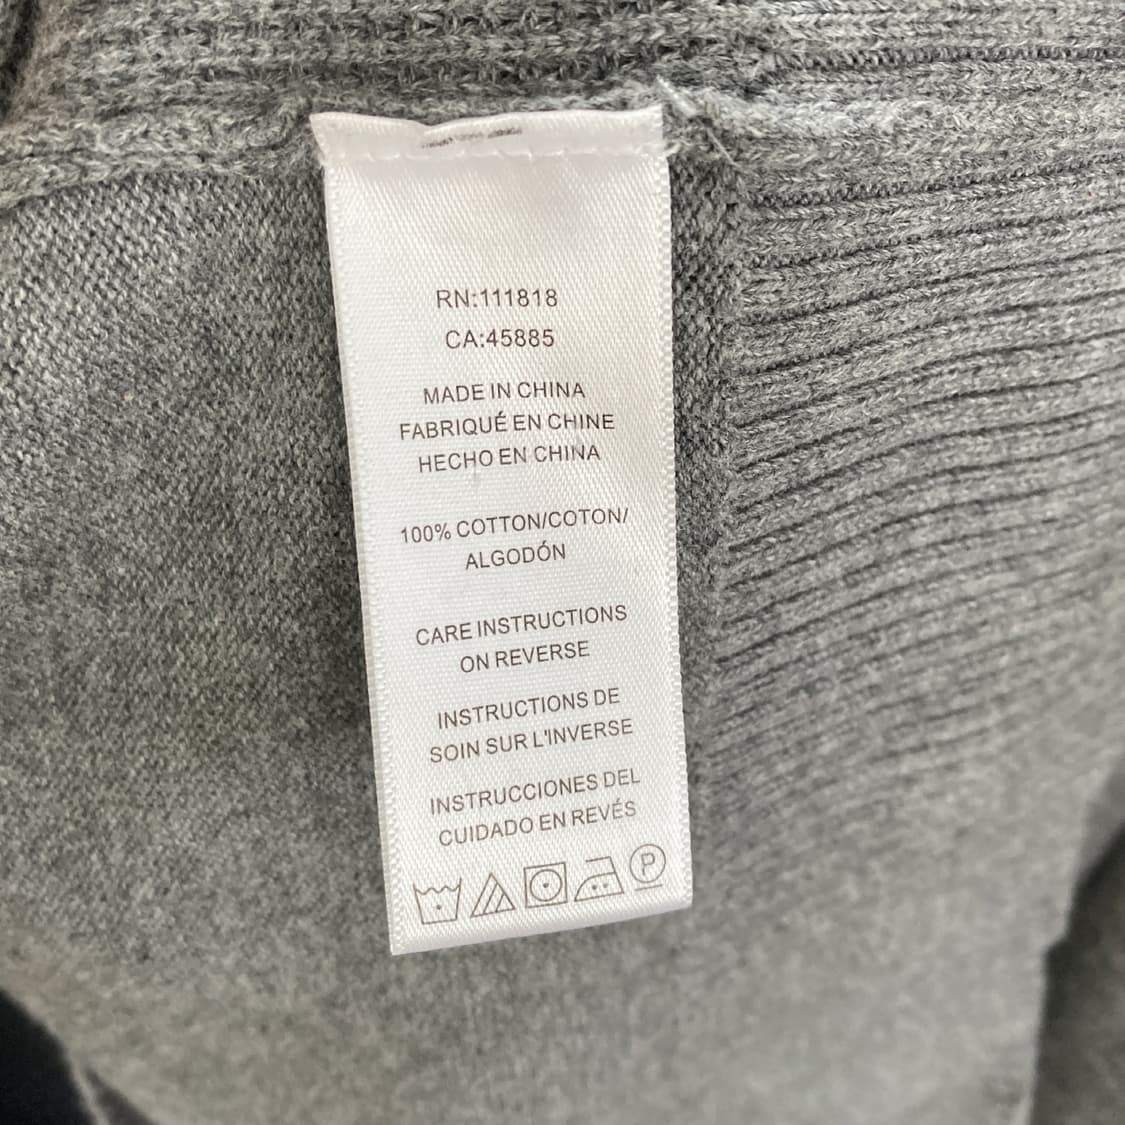 RN:111818
CA:45885
MADE IN CHINA
FABRIQUÉ EN CHINE
HECHO EN CHINA
100% COTTON/COTON/
ALGODÓN
CARE INSTRUCTIONS
ON REVERSE
INSTRUCTIONS DE
SOIN SUR L'INVERSE
INSTRUCCIONES DEL
CUIDADO EN REVÉS
P